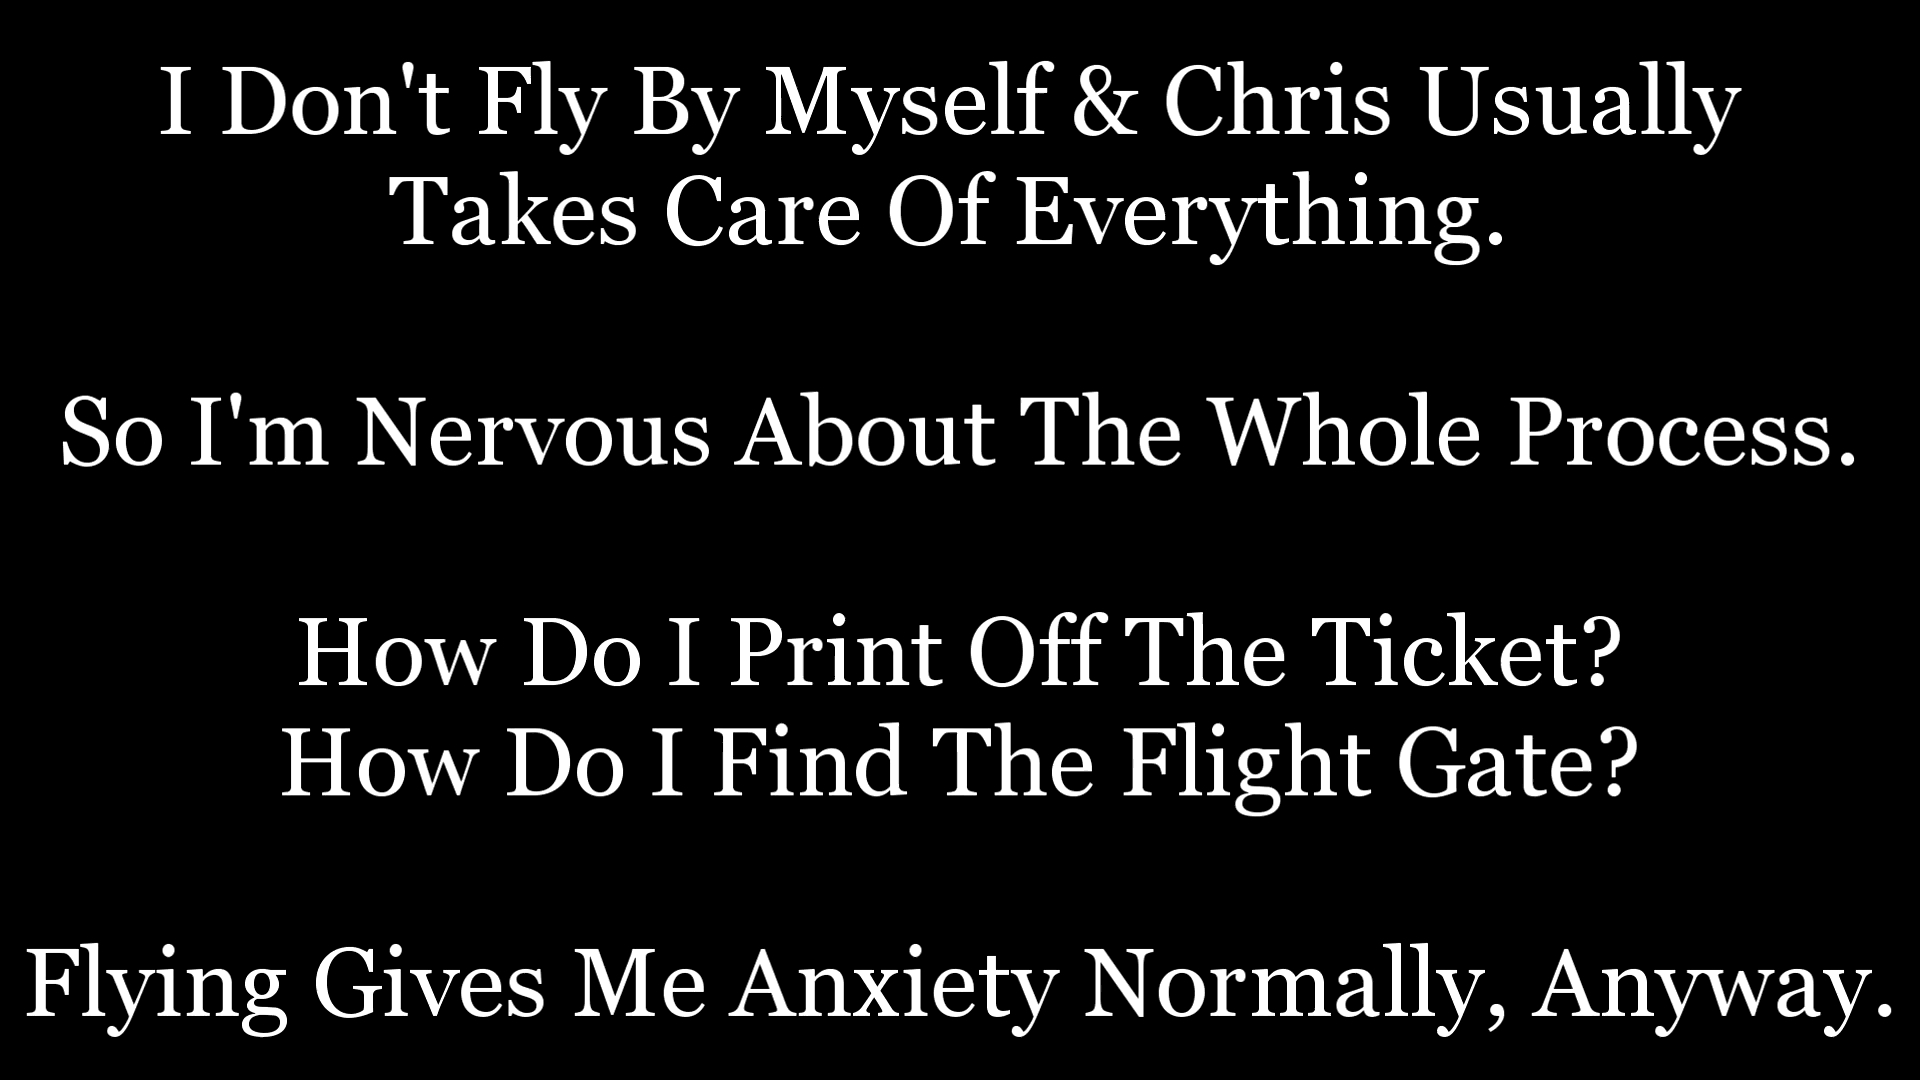 I Don't Fly By Myself & Chris Usually
Takes Care Of Everything.
So I'm Nervous About The Whole Process.
How Do I Print Off The Ticket?
How Do I Find The Flight Gate?
Flying Gives Me Anxiety Normally, Anyway.